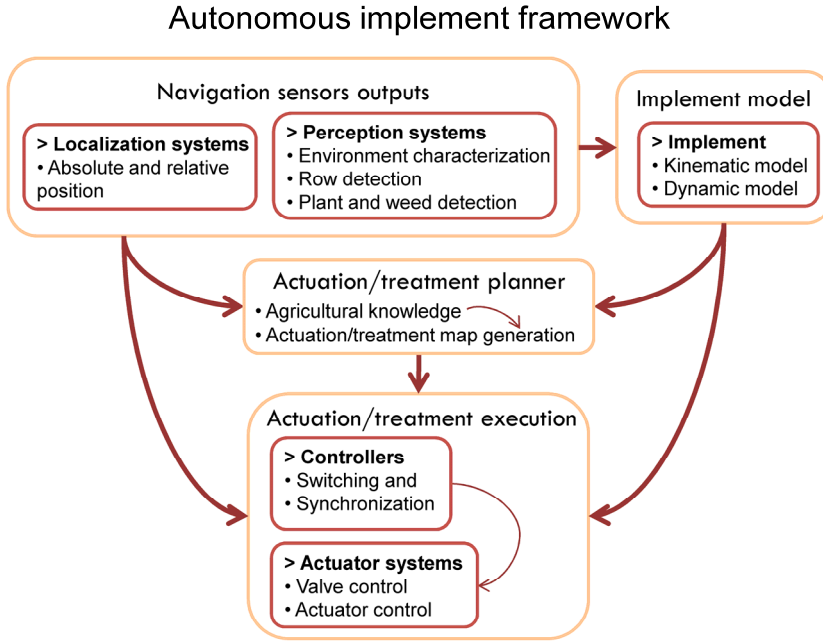 Autonomous implement framework
Navigation sensors outputs
> Localization systems
• Absolute and relative
position
> Perception systems
• Environment characterization
• Row detection
• Plant and weed detection
Implement model
> Implement
• Kinematic model
• Dynamic model
Actuation/treatment planner
• Agricultural knowledge
• Actuation/treatment map generation
Actuation/treatment execution
> Controllers
• Switching and
• Synchronization
> Actuator systems
• Valve control
• Actuator control